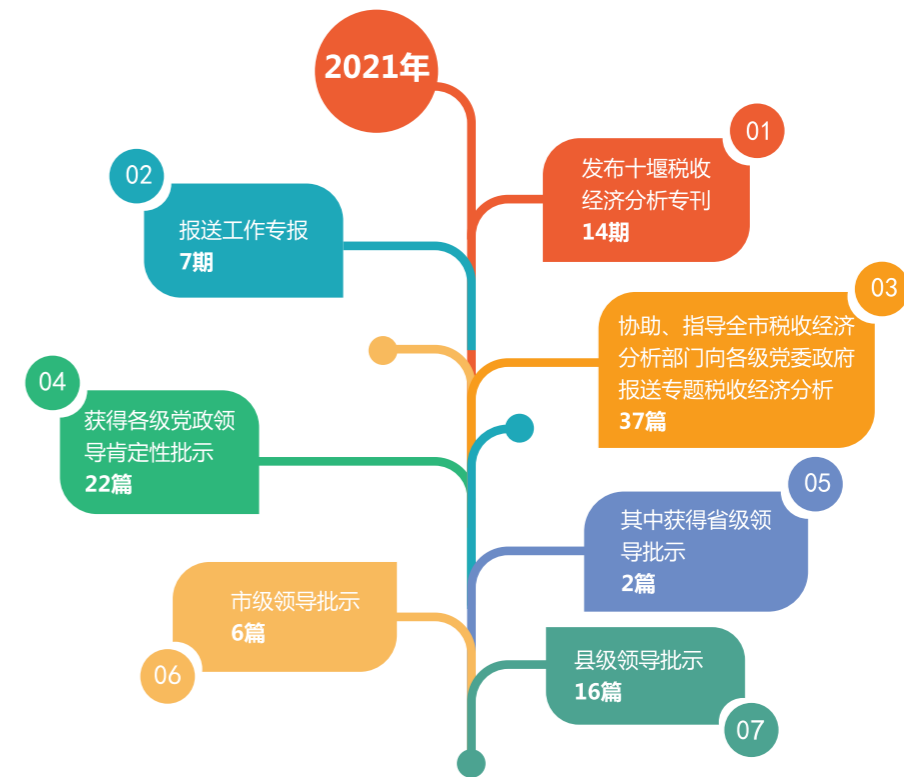 2021年
01
发布十堰税收
经济分析专刊
14期
02
报送工作专报
7期
03
协助、指导全市税收经济
分析部门向各级党委政府
报送专题税收经济分析
37篇
04
获得各级党政领
导肯定性批示
22篇
05
其中获得省级领
导批示
2篇
06
市级领导批示
6篇
07
县级领导批示
16篇